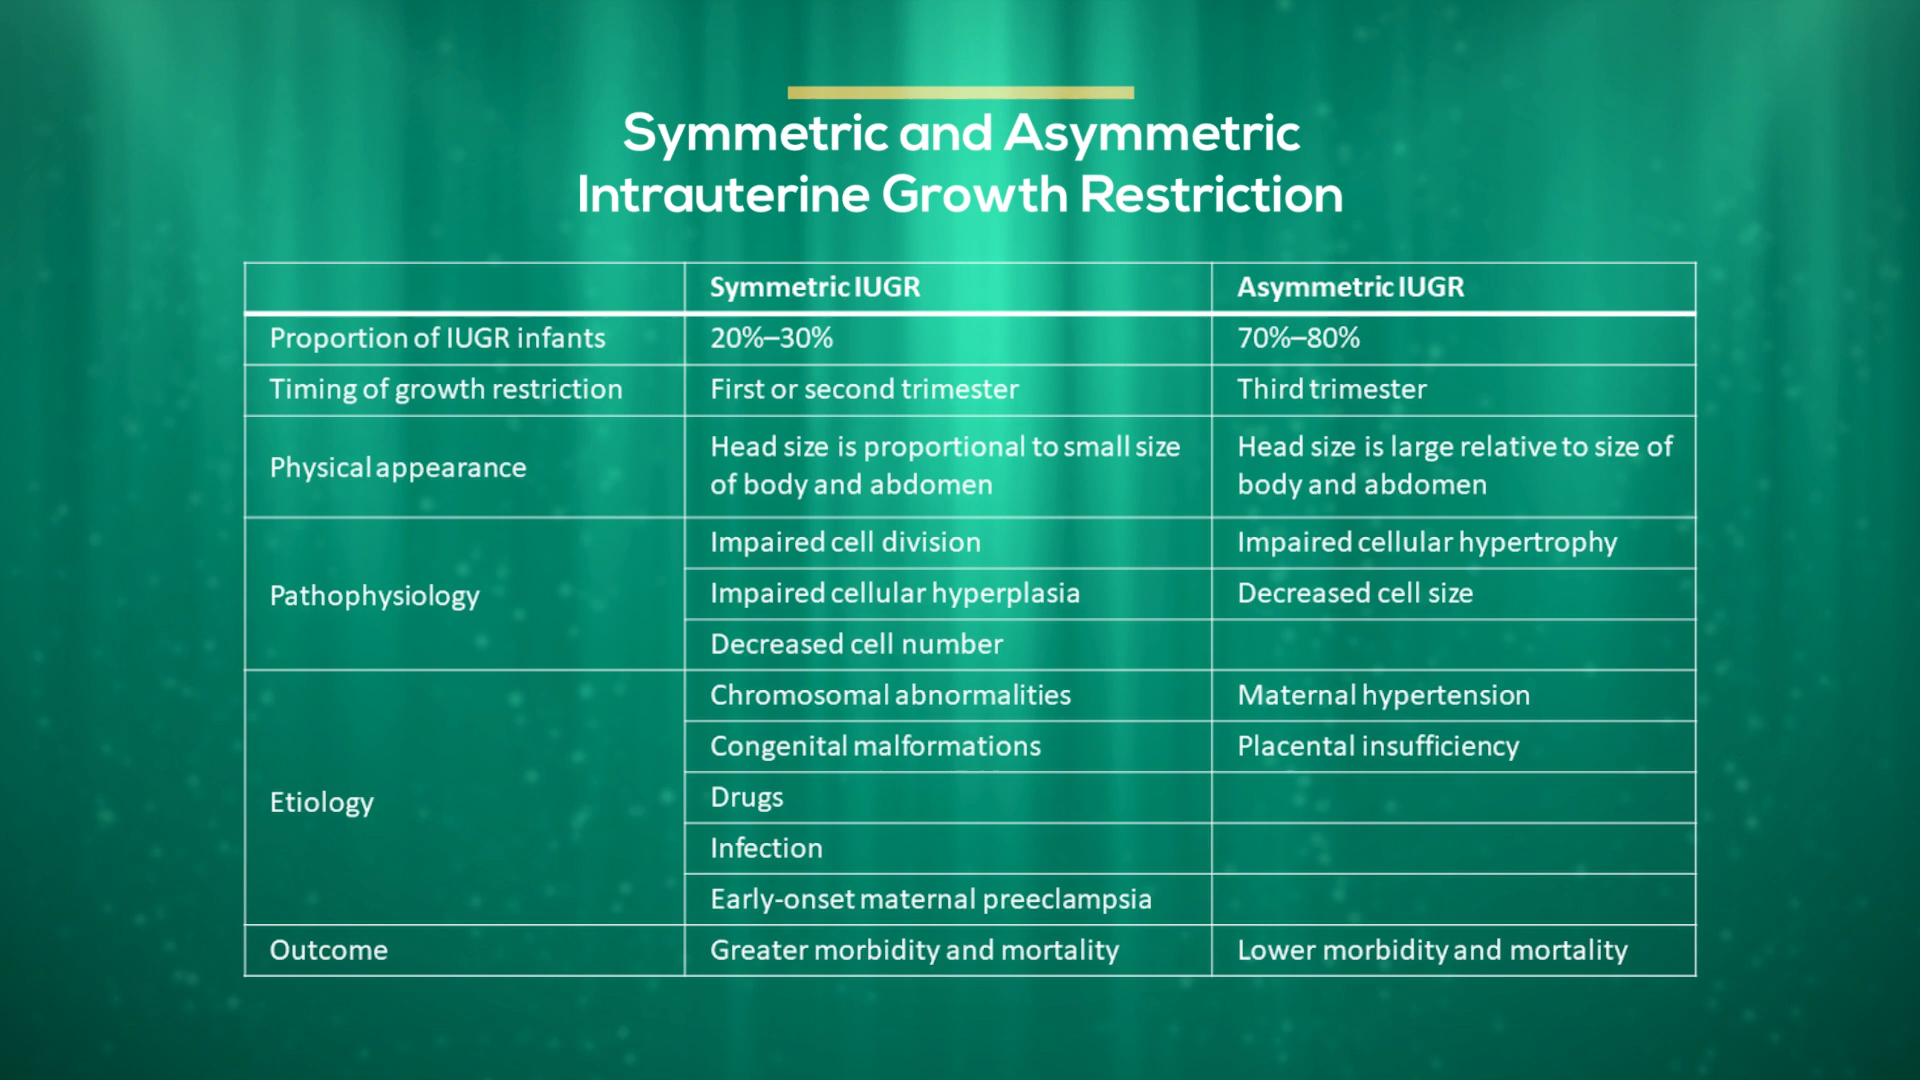 Symmetric and Asymmetric
Intrauterine Growth Restriction
Symmetric IUGR
Asymmetric IUGR
Proportion of IUGR infants
20%–30%
70%–80%
Timing of growth restriction
First or second trimester
Third trimester
Physical appearance
Head size is proportional to small size
of body and abdomen
Head size is large relative to size of
body and abdomen
Pathophysiology
Impaired cell division
Impaired cellular hypertrophy
Impaired cellular hyperplasia
Decreased cell size
Decreased cell number
Etiology
Chromosomal abnormalities
Maternal hypertension
Congenital malformations
Placental insufficiency
Drugs
Infection
Early-onset maternal preeclampsia
Outcome
Greater morbidity and mortality
Lower morbidity and mortality